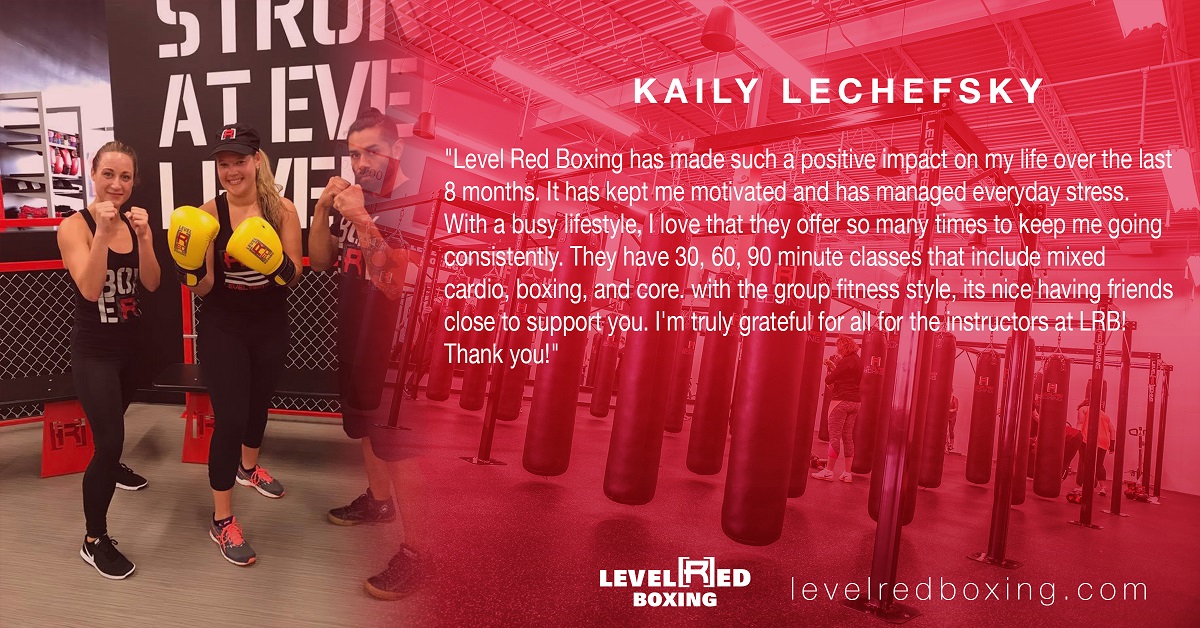 STRO
AT EVE
LEVE
KAILY LECHEFSKY
"Level Red Boxing has made such a positive impact on my life over the last
8 months. It has kept me motivated and has managed everyday stress.
With a busy lifestyle, I love that they offer so many times to keep me going
consistently. They have 30, 60, 90 minute classes that include mixed
cardio, boxing, and core. with the group fitness style, its nice having friends
close to support you. I'm truly grateful for all for the instructors at LRB!
Thank you!"
LEVEL[R]ED
BOXING
levelredboxing.com